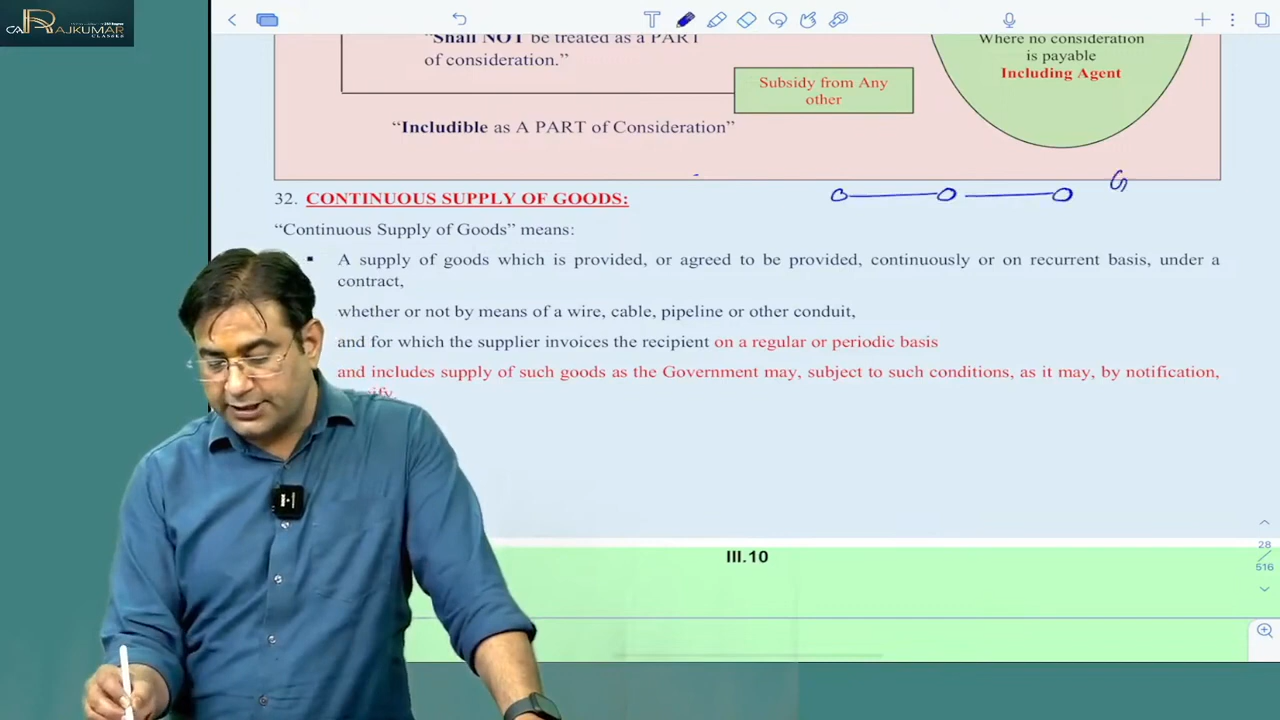 CA RAJKUMAR
CLASSES
"Shall NOT be treated as a PART
of consideration."
Subsidy from Any
other
"Includible as A PART of Consideration"
Where no consideration
is payable
Including Agent
32. CONTINUOUS SUPPLY OF GOODS:
G
"Continuous Supply of Goods" means:
▪ A supply of goods which is provided, or agreed to be provided, continuously or on recurrent basis, under a
contract,
whether or not by means of a wire, cable, pipeline or other conduit,
and for which the supplier invoices the recipient on a regular or periodic basis
and includes supply of such goods as the Government may, subject to such conditions, as it may, by notification,
III.10
28
516